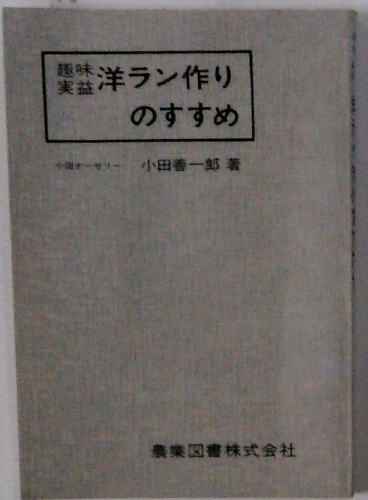 趣味
実益
洋ラン作り
のすすめ
小田善一郎 著
農業図書株式会社